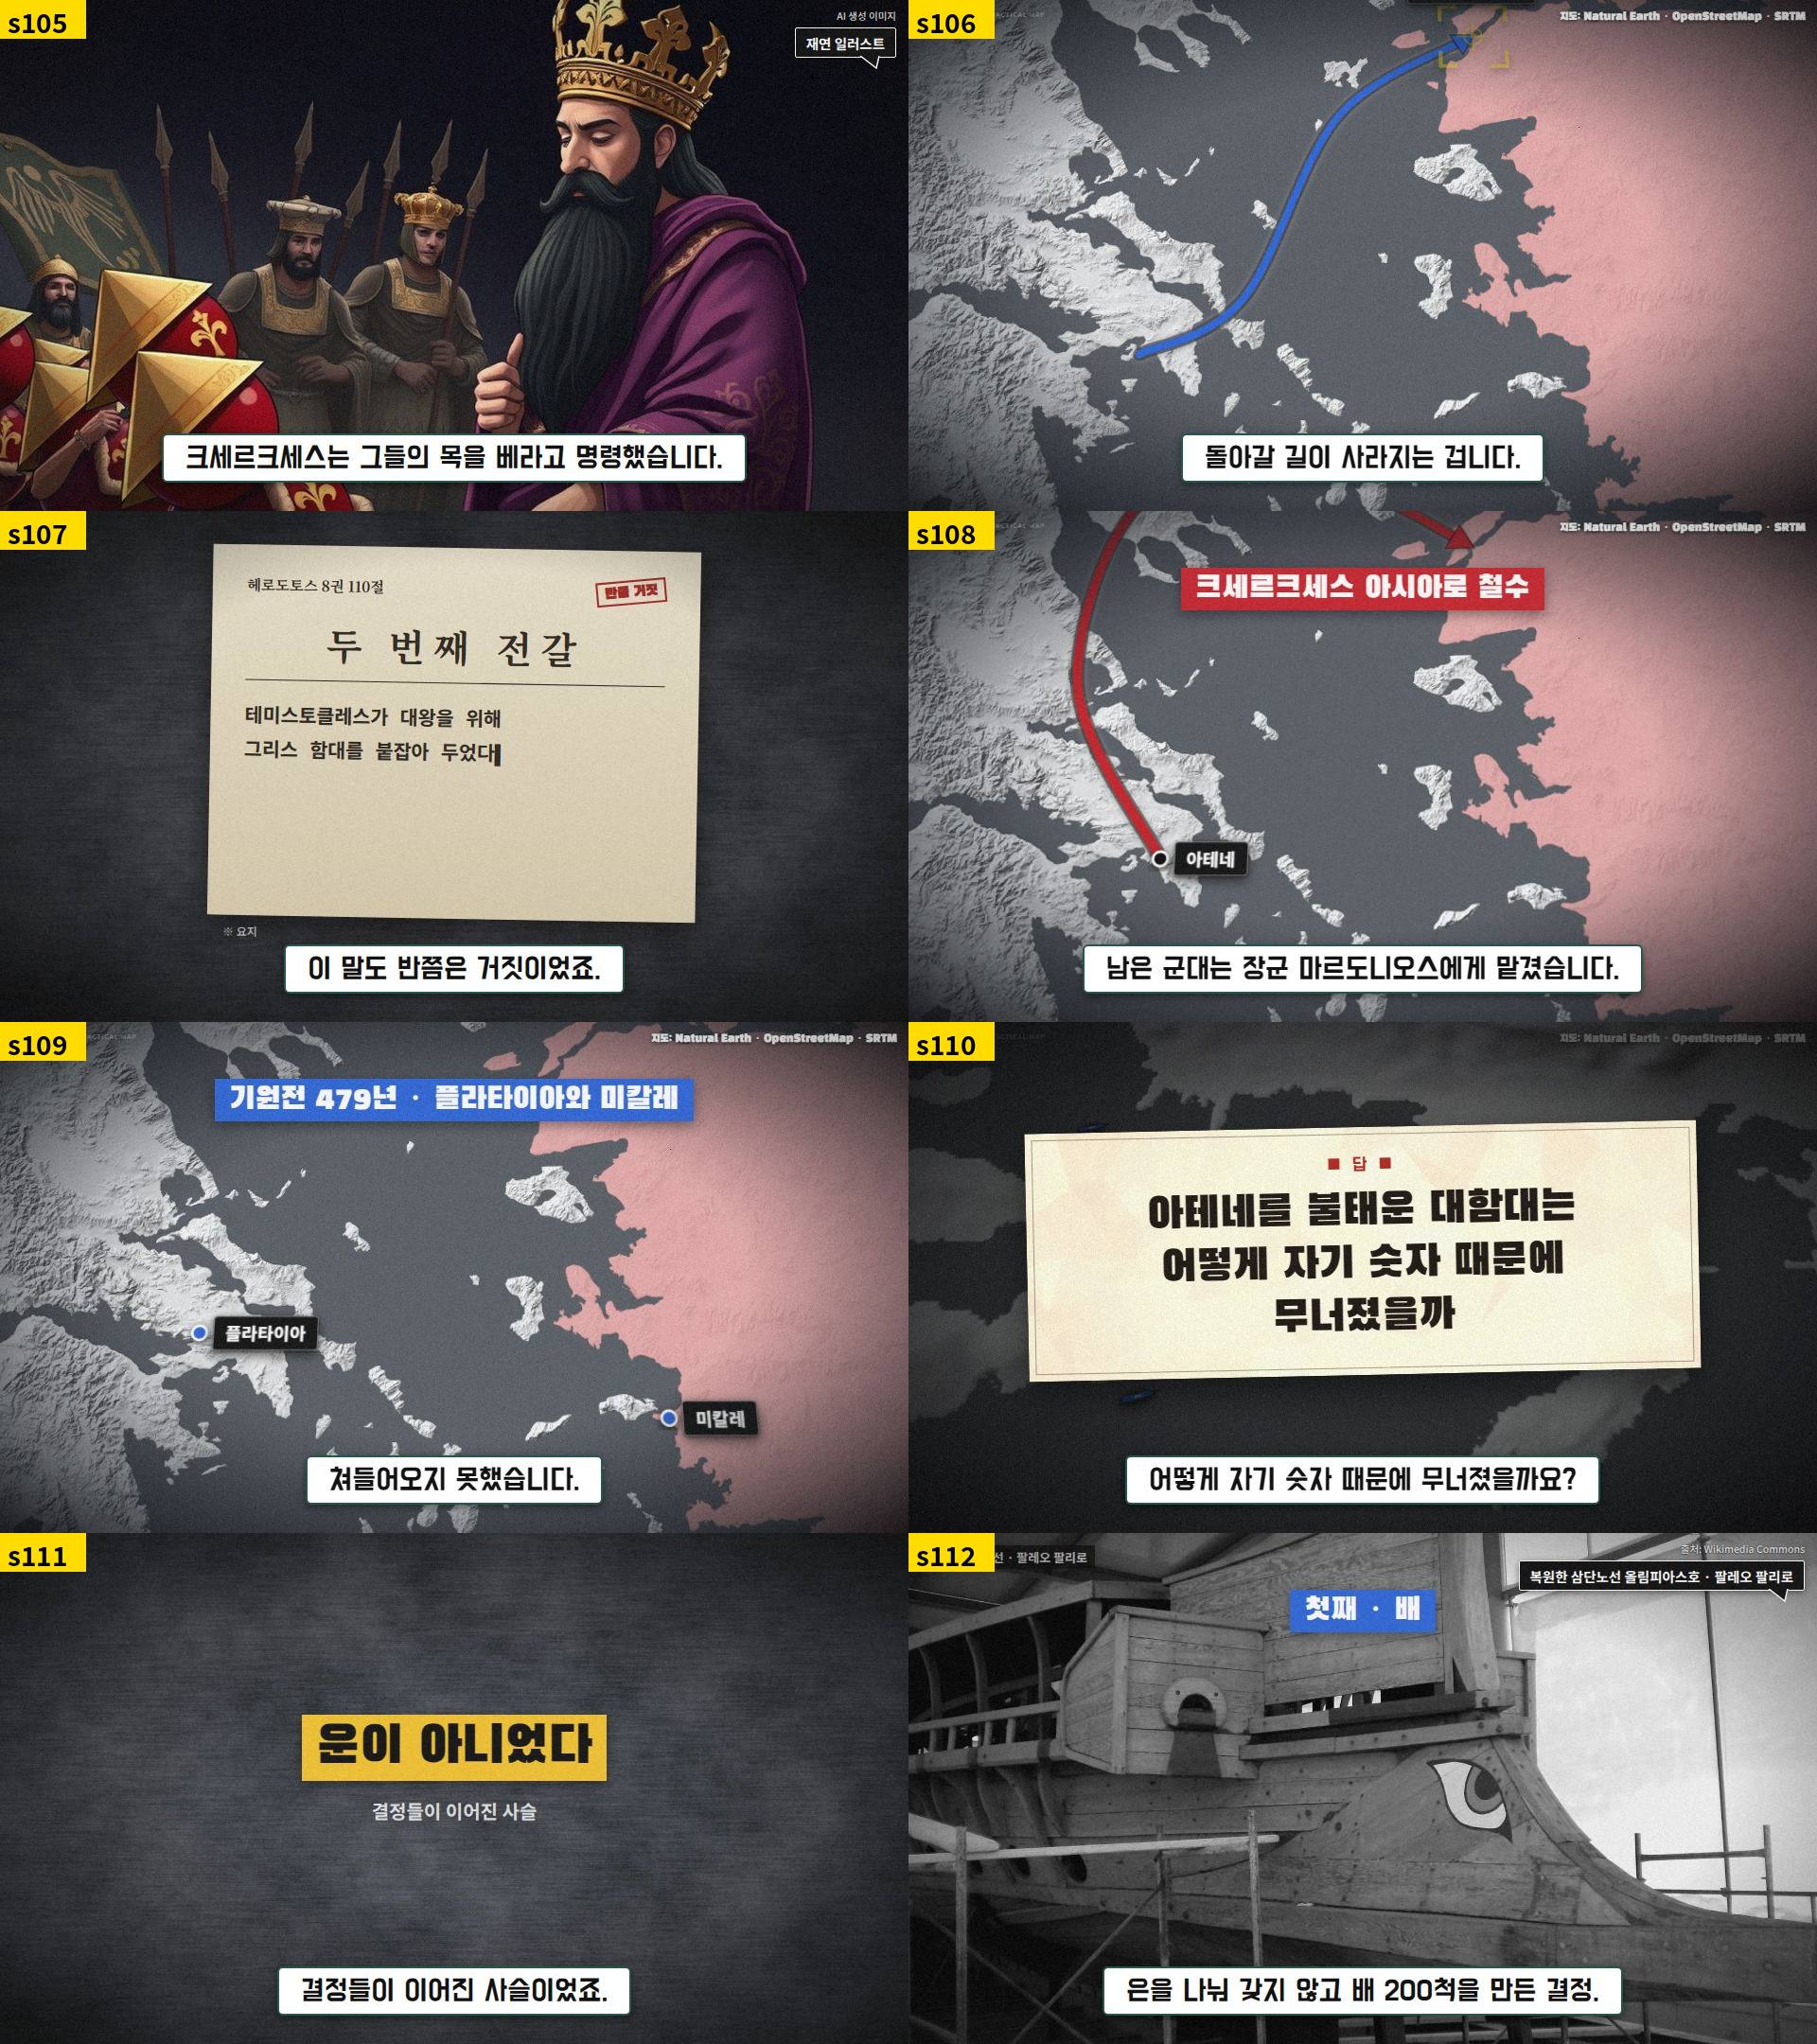 s105
AI 생성 이미지
재연 일러스트
크세르크세스는 그들의 목을 베라고 명령했습니다.
s106
지도: Natural Earth · OpenStreetMap · SRTM
돌아갈 길이 사라지는 겁니다.
s107
헤로도토스 8권 110절
반쯤 거짓
두 번째 전갈
테미스토클레스가 대왕을 위해
그리스 함대를 붙잡아 두었다
※ 요지
이 말도 반쯤은 거짓이었죠.
s108
지도: Natural Earth · OpenStreetMap · SRTM
크세르크세스 아시아로 철수
아테네
남은 군대는 장군 마르도니오스에게 맡겼습니다.
s109
지도: Natural Earth · OpenStreetMap · SRTM
기원전 479년 · 플라타이아와 미칼레
플라타이아
미칼레
쳐들어오지 못했습니다.
s110
지도: Natural Earth · OpenStreetMap · SRTM
■ 답 ■
아테네를 불태운 대함대는
어떻게 자기 숫자 때문에
무너졌을까
어떻게 자기 숫자 때문에 무너졌을까요?
s111
운이 아니었다
결정들이 이어진 사슬
결정들이 이어진 사슬이었죠.
s112
선 · 팔레오 팔리로
출처: Wikimedia Commons
복원한 삼단노선 올림피아스호 · 팔레오 팔리로
첫째 · 배
은을 나눠 갖지 않고 배 200척을 만든 결정.